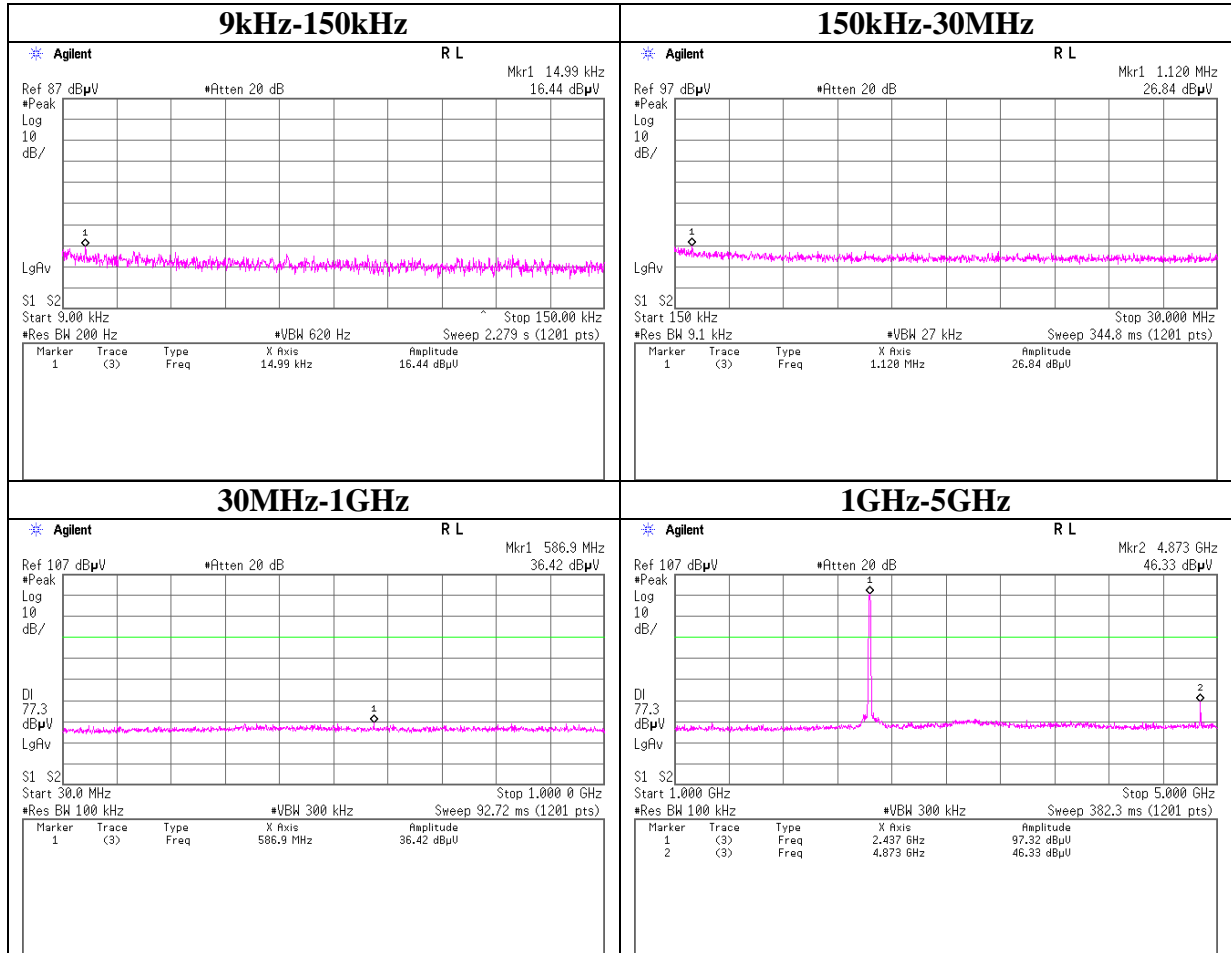 9kHz-150kHz
Agilent R L
Mkr1 14.99 kHz
Ref 87 dBµV #Atten 20 dB 16.44 dBµV
#Peak
Log
10
dB/
1
LgAv
S1 S2
Start 9.00 kHz ^ Stop 150.00 kHz
#Res BW 200 Hz #VBW 620 Hz Sweep 2.279 s (1201 pts)
Marker Trace Type X Axis Amplitude
1 (3) Freq 14.99 kHz 16.44 dBµV
150kHz-30MHz
Agilent R L
Mkr1 1.120 MHz
Ref 97 dBµV #Atten 20 dB 26.84 dBµV
#Peak
Log
10
dB/
1
LgAv
S1 S2
Start 150 kHz Stop 30.000 MHz
#Res BW 9.1 kHz #VBW 27 kHz Sweep 344.8 ms (1201 pts)
Marker Trace Type X Axis Amplitude
1 (3) Freq 1.120 MHz 26.84 dBµV
30MHz-1GHz
Agilent R L
Mkr1 586.9 MHz
Ref 107 dBµV #Atten 20 dB 36.42 dBµV
#Peak
Log
10
dB/
DI
77.3
dBµV
1
LgAv
S1 S2
Start 30.0 MHz Stop 1.000 0 GHz
#Res BW 100 kHz #VBW 300 kHz Sweep 92.72 ms (1201 pts)
Marker Trace Type X Axis Amplitude
1 (3) Freq 586.9 MHz 36.42 dBµV
1GHz-5GHz
Agilent R L
Mkr2 4.873 GHz
Ref 107 dBµV #Atten 20 dB 46.33 dBµV
#Peak
1
Log
10
dB/
DI
2
77.3
dBµV
LgAv
S1 S2
Start 1.000 GHz Stop 5.000 GHz
#Res BW 100 kHz #VBW 300 kHz Sweep 382.3 ms (1201 pts)
Marker Trace Type X Axis Amplitude
1 (3) Freq 2.437 GHz 97.32 dBµV
2 (3) Freq 4.873 GHz 46.33 dBµV